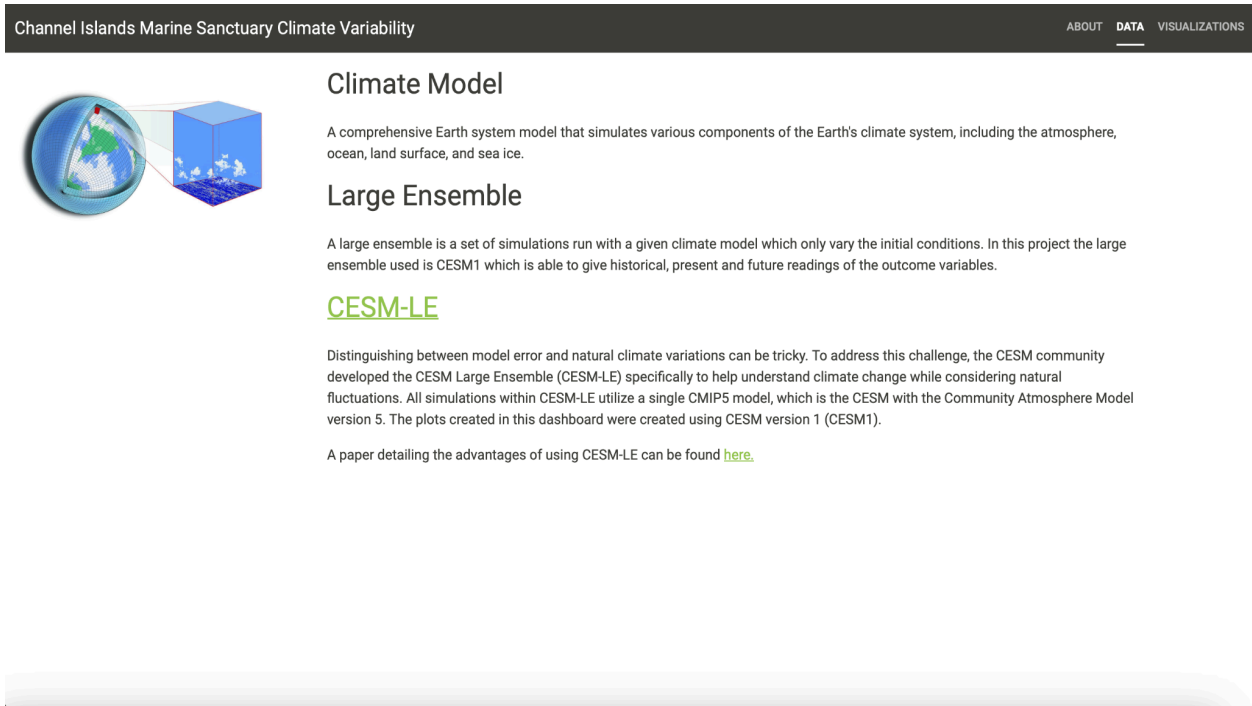 Channel Islands Marine Sanctuary Climate Variability
ABOUT DATA VISUALIZATIONS
Climate Model
A comprehensive Earth system model that simulates various components of the Earth's climate system, including the atmosphere,
ocean, land surface, and sea ice.
Large Ensemble
A large ensemble is a set of simulations run with a given climate model which only vary the initial conditions. In this project the large
ensemble used is CESM1 which is able to give historical, present and future readings of the outcome variables.
CESM-LE
Distinguishing between model error and natural climate variations can be tricky. To address this challenge, the CESM community
developed the CESM Large Ensemble (CESM-LE) specifically to help understand climate change while considering natural
fluctuations. All simulations within CESM-LE utilize a single CMIP5 model, which is the CESM with the Community Atmosphere Model
version 5. The plots created in this dashboard were created using CESM version 1 (CESM1).
A paper detailing the advantages of using CESM-LE can be found here.